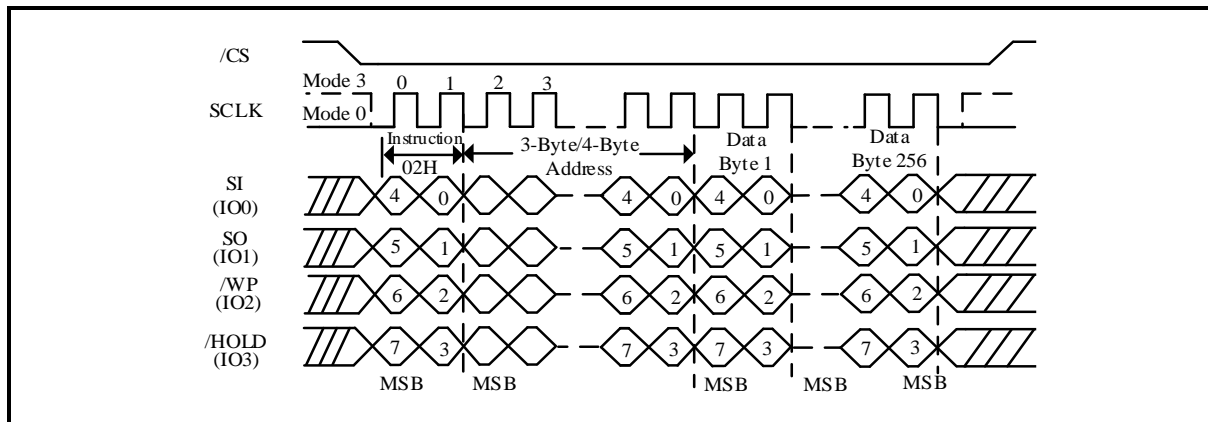 /CS
Mode 3 0 1 2 3
SCLK
Mode 0
Instruction 3-Byte/4-Byte Data Data
02H Address Byte 1 Byte 256
SI
(IO0) 4 0 4 0 4 0 4 0
SO
(IO1) 5 1 5 1 5 1 5 1
/WP
(IO2) 6 2 6 2 6 2 6 2
/HOLD
(IO3) 7 3 7 3 7 3 7 3
MSB MSB MSB MSB MSB